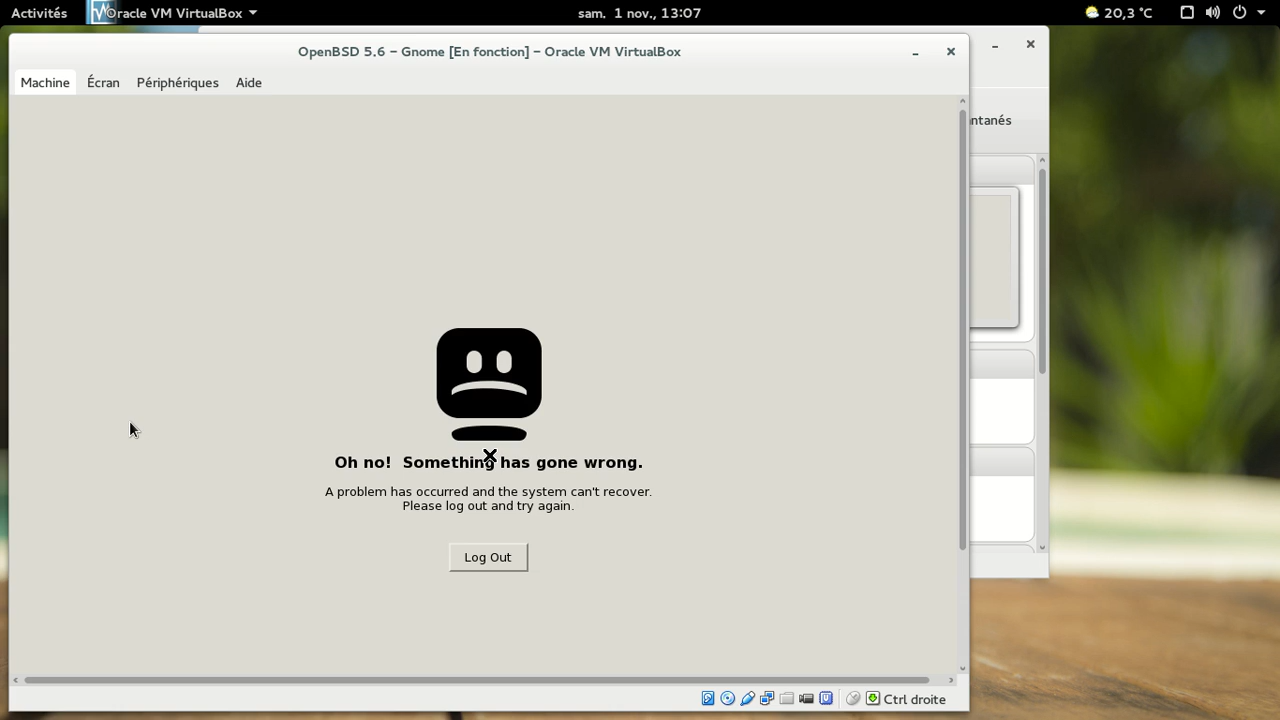 Activités
Oracle VM VirtualBox
sam. 1 nov., 13:07
20,3 °C
OpenBSD 5.6 – Gnome [En fonction] – Oracle VM VirtualBox
Machine
Écran
Périphériques
Aide
ntanés
Oh no! Something has gone wrong.
A problem has occurred and the system can't recover.
Please log out and try again.
Log Out
Ctrl droite